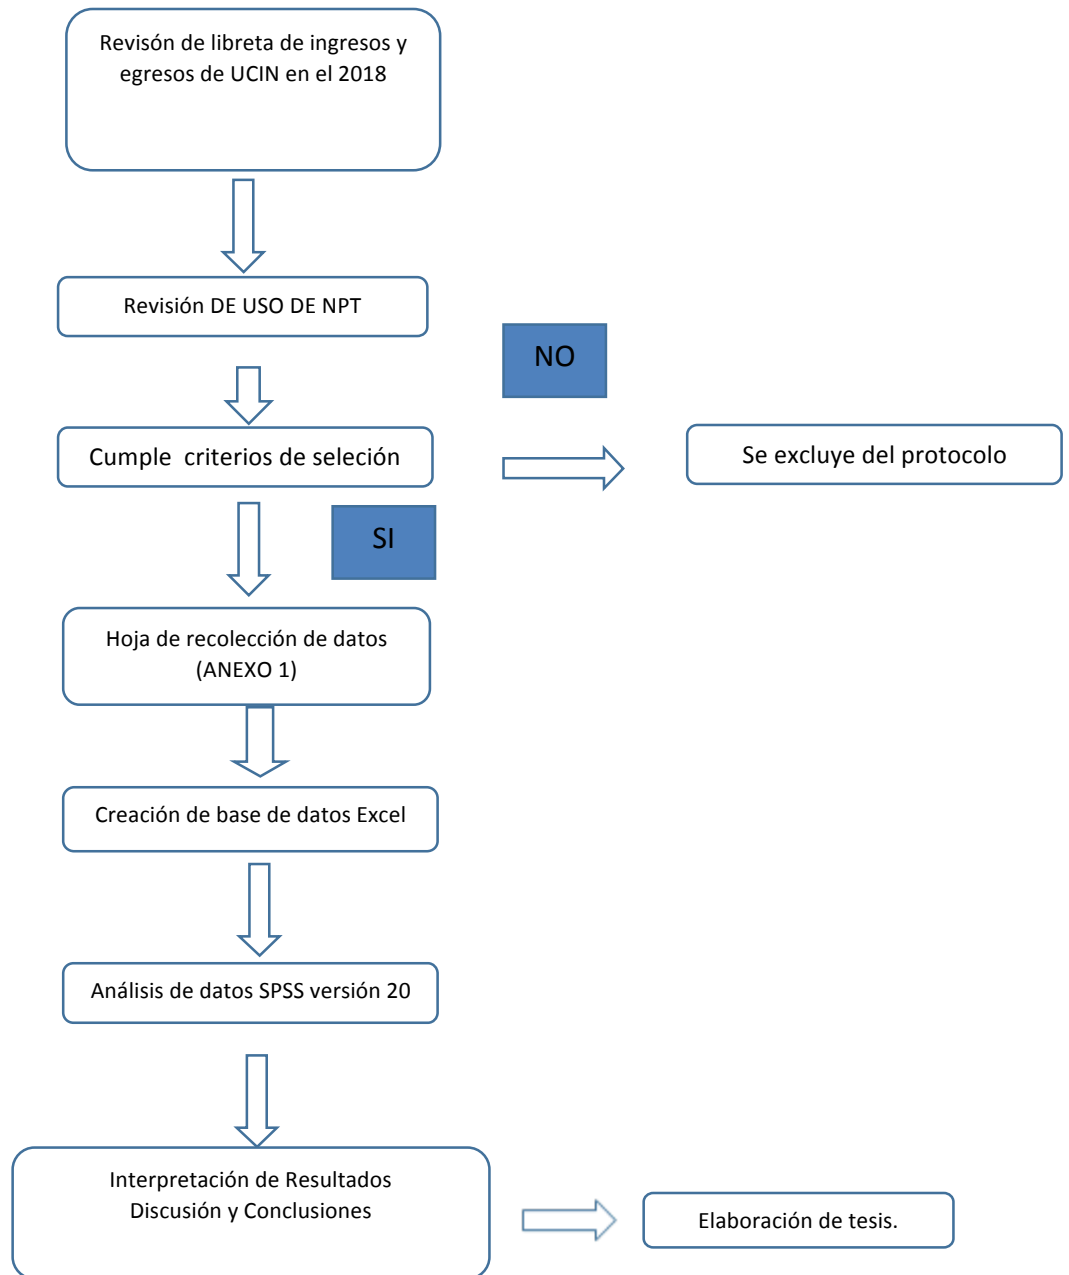 Revisón de libreta de ingresos y
egresos de UCIN en el 2018
Revisión DE USO DE NPT
NO
Cumple criterios de seleción
Se excluye del protocolo
SI
Hoja de recolección de datos
(ANEXO 1)
Creación de base de datos Excel
Análisis de datos SPSS versión 20
Interpretación de Resultados
Discusión y Conclusiones
Elaboración de tesis.